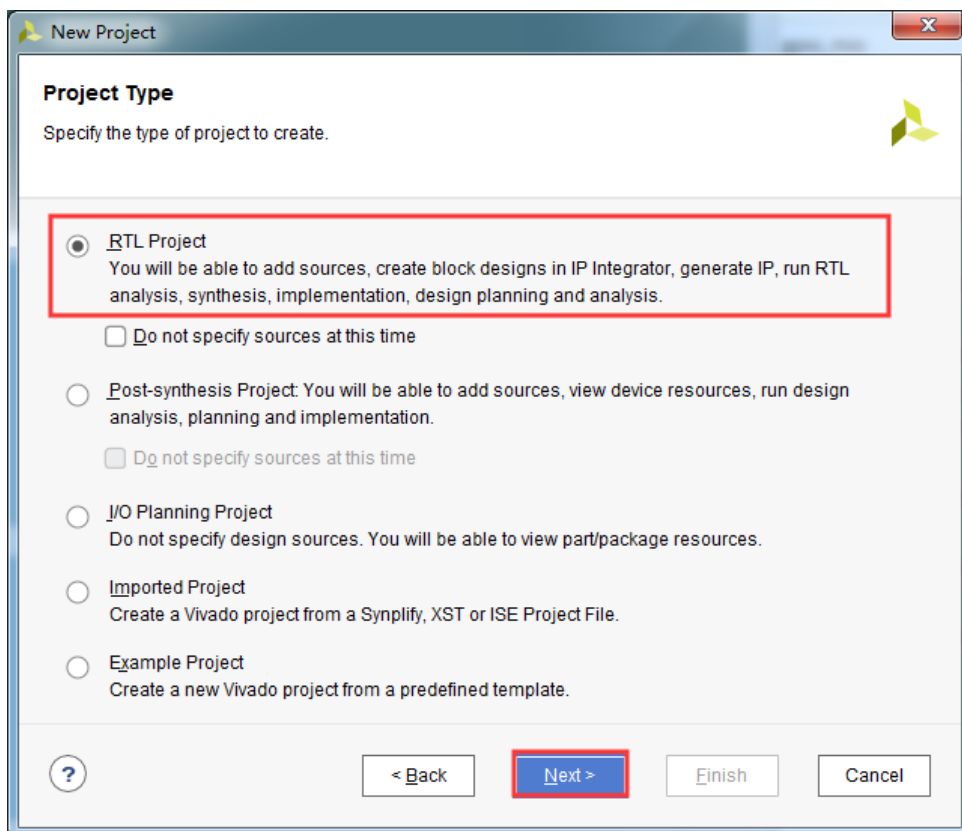 New Project
Project Type
Specify the type of project to create.
RTL Project
You will be able to add sources, create block designs in IP Integrator, generate IP, run RTL
analysis, synthesis, implementation, design planning and analysis.
Do not specify sources at this time
Post-synthesis Project: You will be able to add sources, view device resources, run design
analysis, planning and implementation.
Do not specify sources at this time
I/O Planning Project
Do not specify design sources. You will be able to view part/package resources.
Imported Project
Create a Vivado project from a Synplify, XST or ISE Project File.
Example Project
Create a new Vivado project from a predefined template.
? < Back Next > Finish Cancel